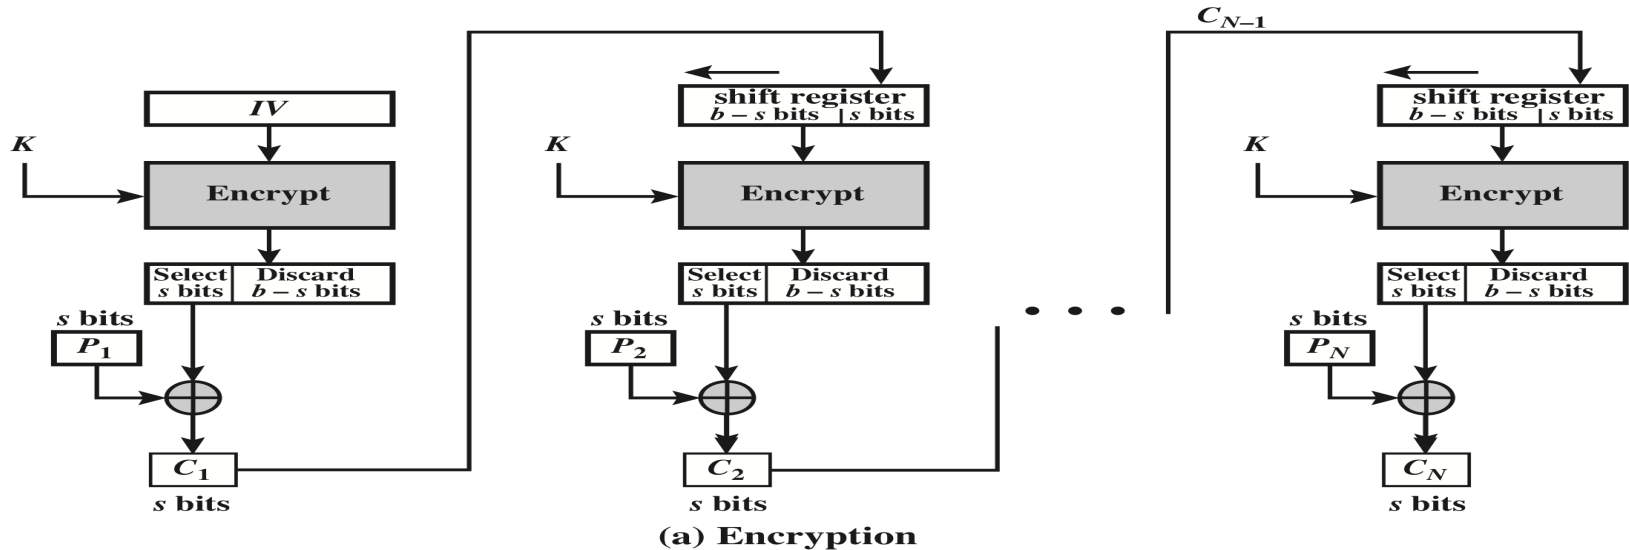 C_{N–1}
IV
K
Encrypt
Select s bits | Discard b – s bits
s bits
P_1
C_1
s bits
shift register
b – s bits | s bits
K
Encrypt
Select s bits | Discard b – s bits
s bits
P_2
C_2
s bits
• • •
shift register
b – s bits | s bits
K
Encrypt
Select s bits | Discard b – s bits
s bits
P_N
C_N
s bits
(a) Encryption